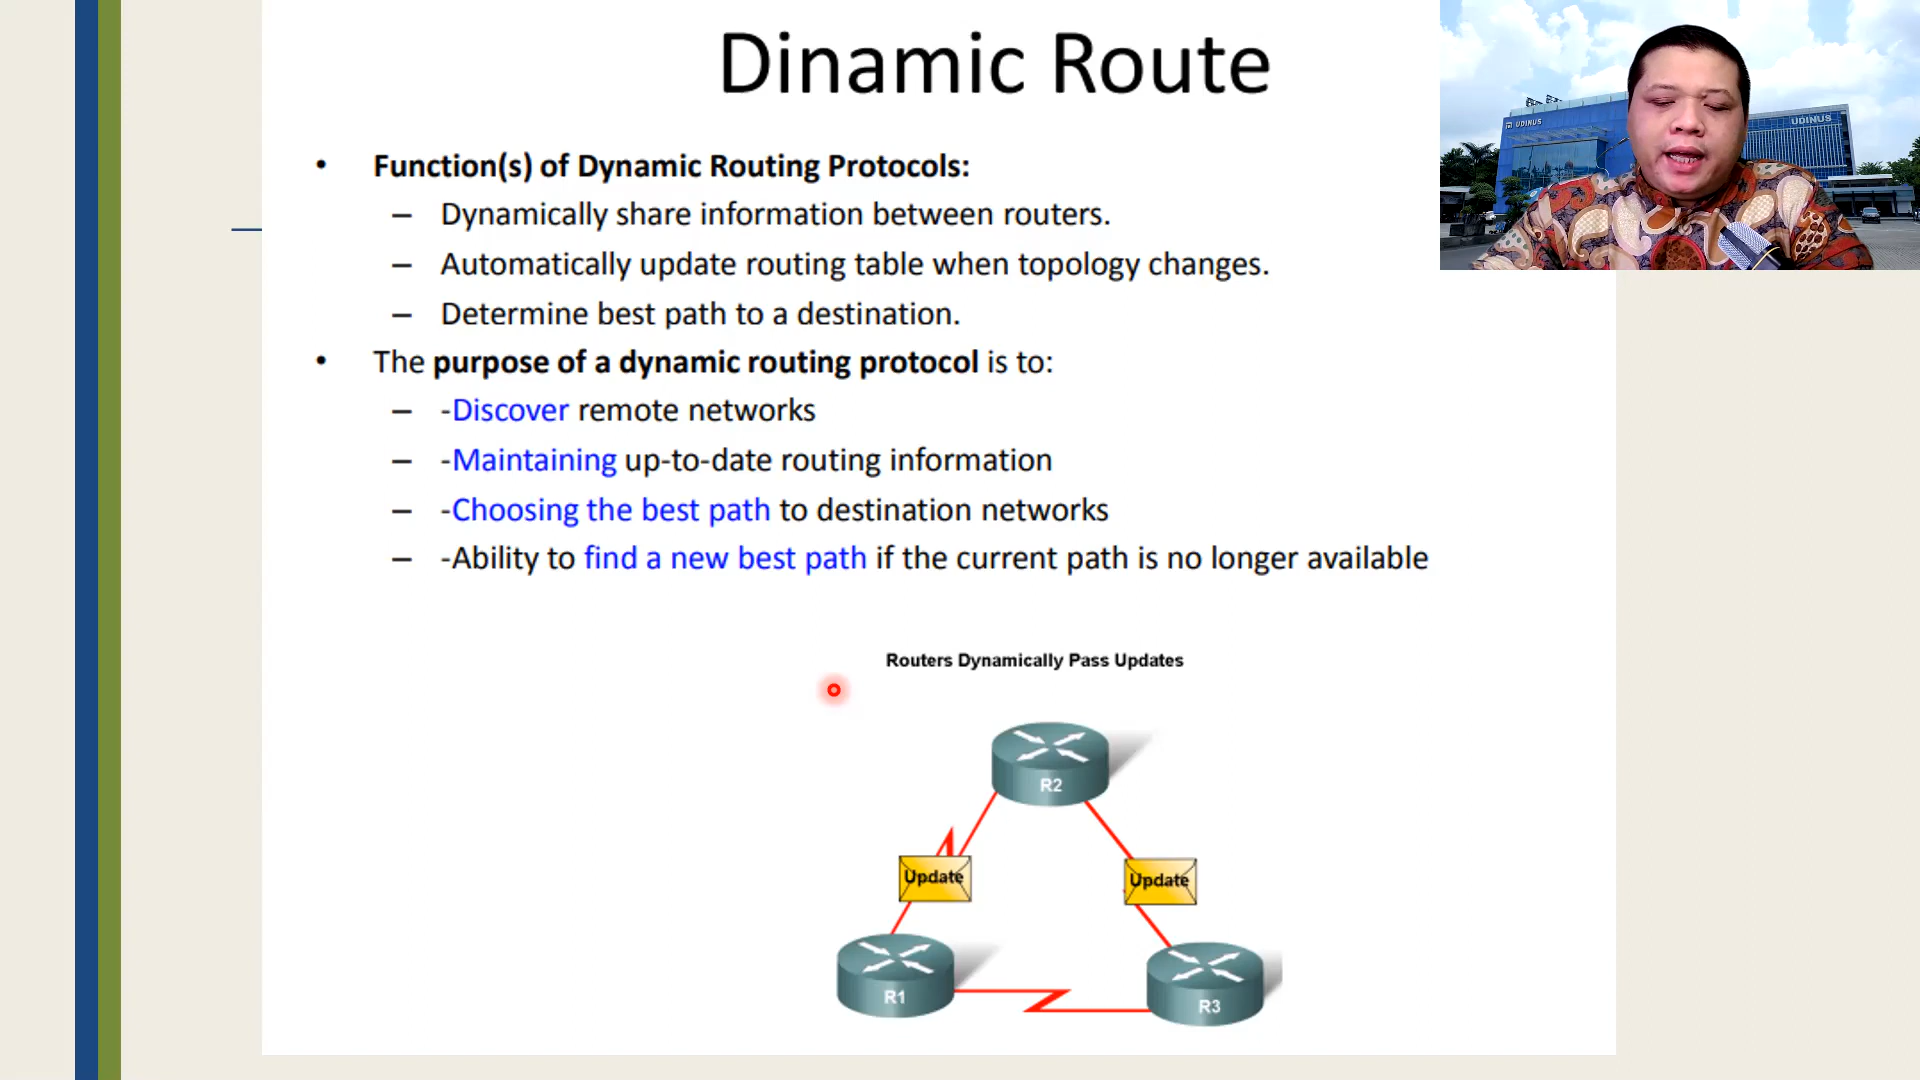 Dinamic Route
UDINUS
UDINUS
• Function(s) of Dynamic Routing Protocols:
– Dynamically share information between routers.
– Automatically update routing table when topology changes.
– Determine best path to a destination.
• The purpose of a dynamic routing protocol is to:
– -Discover remote networks
– -Maintaining up-to-date routing information
– -Choosing the best path to destination networks
– -Ability to find a new best path if the current path is no longer available
Routers Dynamically Pass Updates
R2
Update
Update
R1
R3